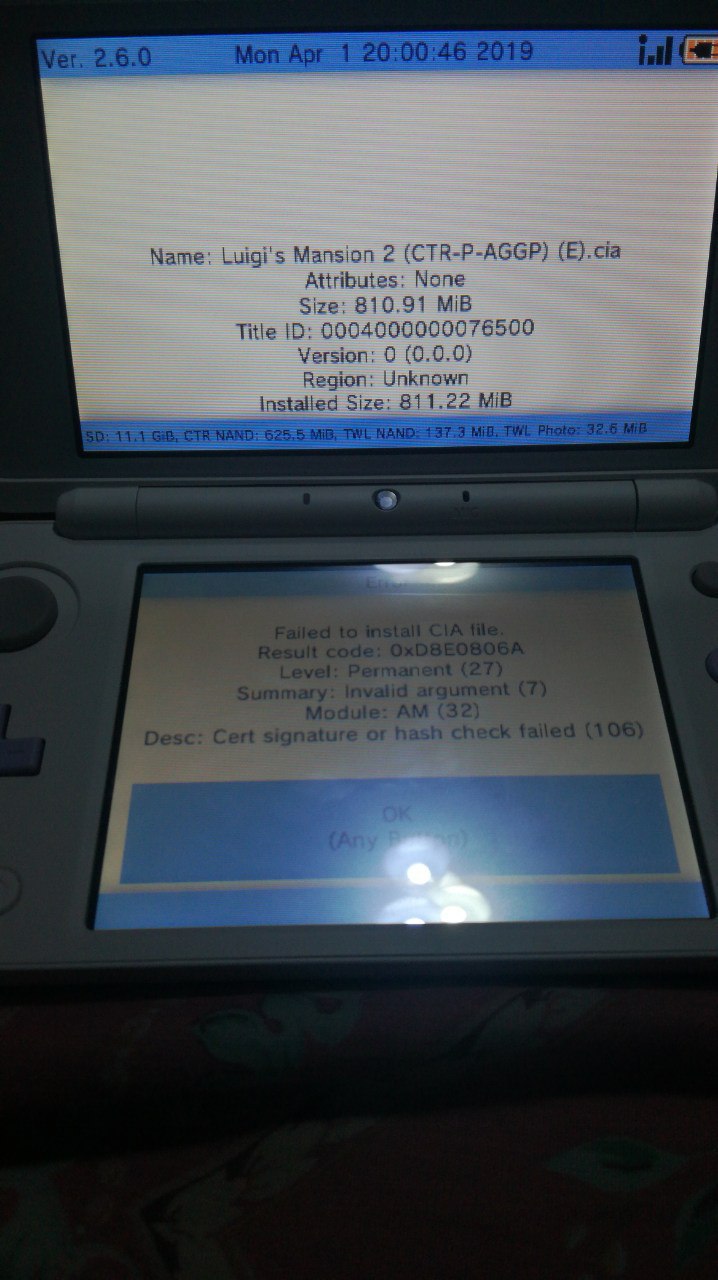 Ver. 2.6.0 Mon Apr 1 20:00:46 2019
Name: Luigi's Mansion 2 (CTR-P-AGGP) (E).cia
Attributes: None
Size: 810.91 MiB
Title ID: 0004000000076500
Version: 0 (0.0.0)
Region: Unknown
Installed Size: 811.22 MiB
SD: 11.1 GiB, CTR NAND: 625.5 MiB, TWL NAND: 137.3 MiB, TWL Photo: 32.6 MiB
Failed to install CIA file.
Result code: 0xD8E0806A
Level: Permanent (27)
Summary: Invalid argument (7)
Module: AM (32)
Desc: Cert signature or hash check failed (106)
OK
(Any